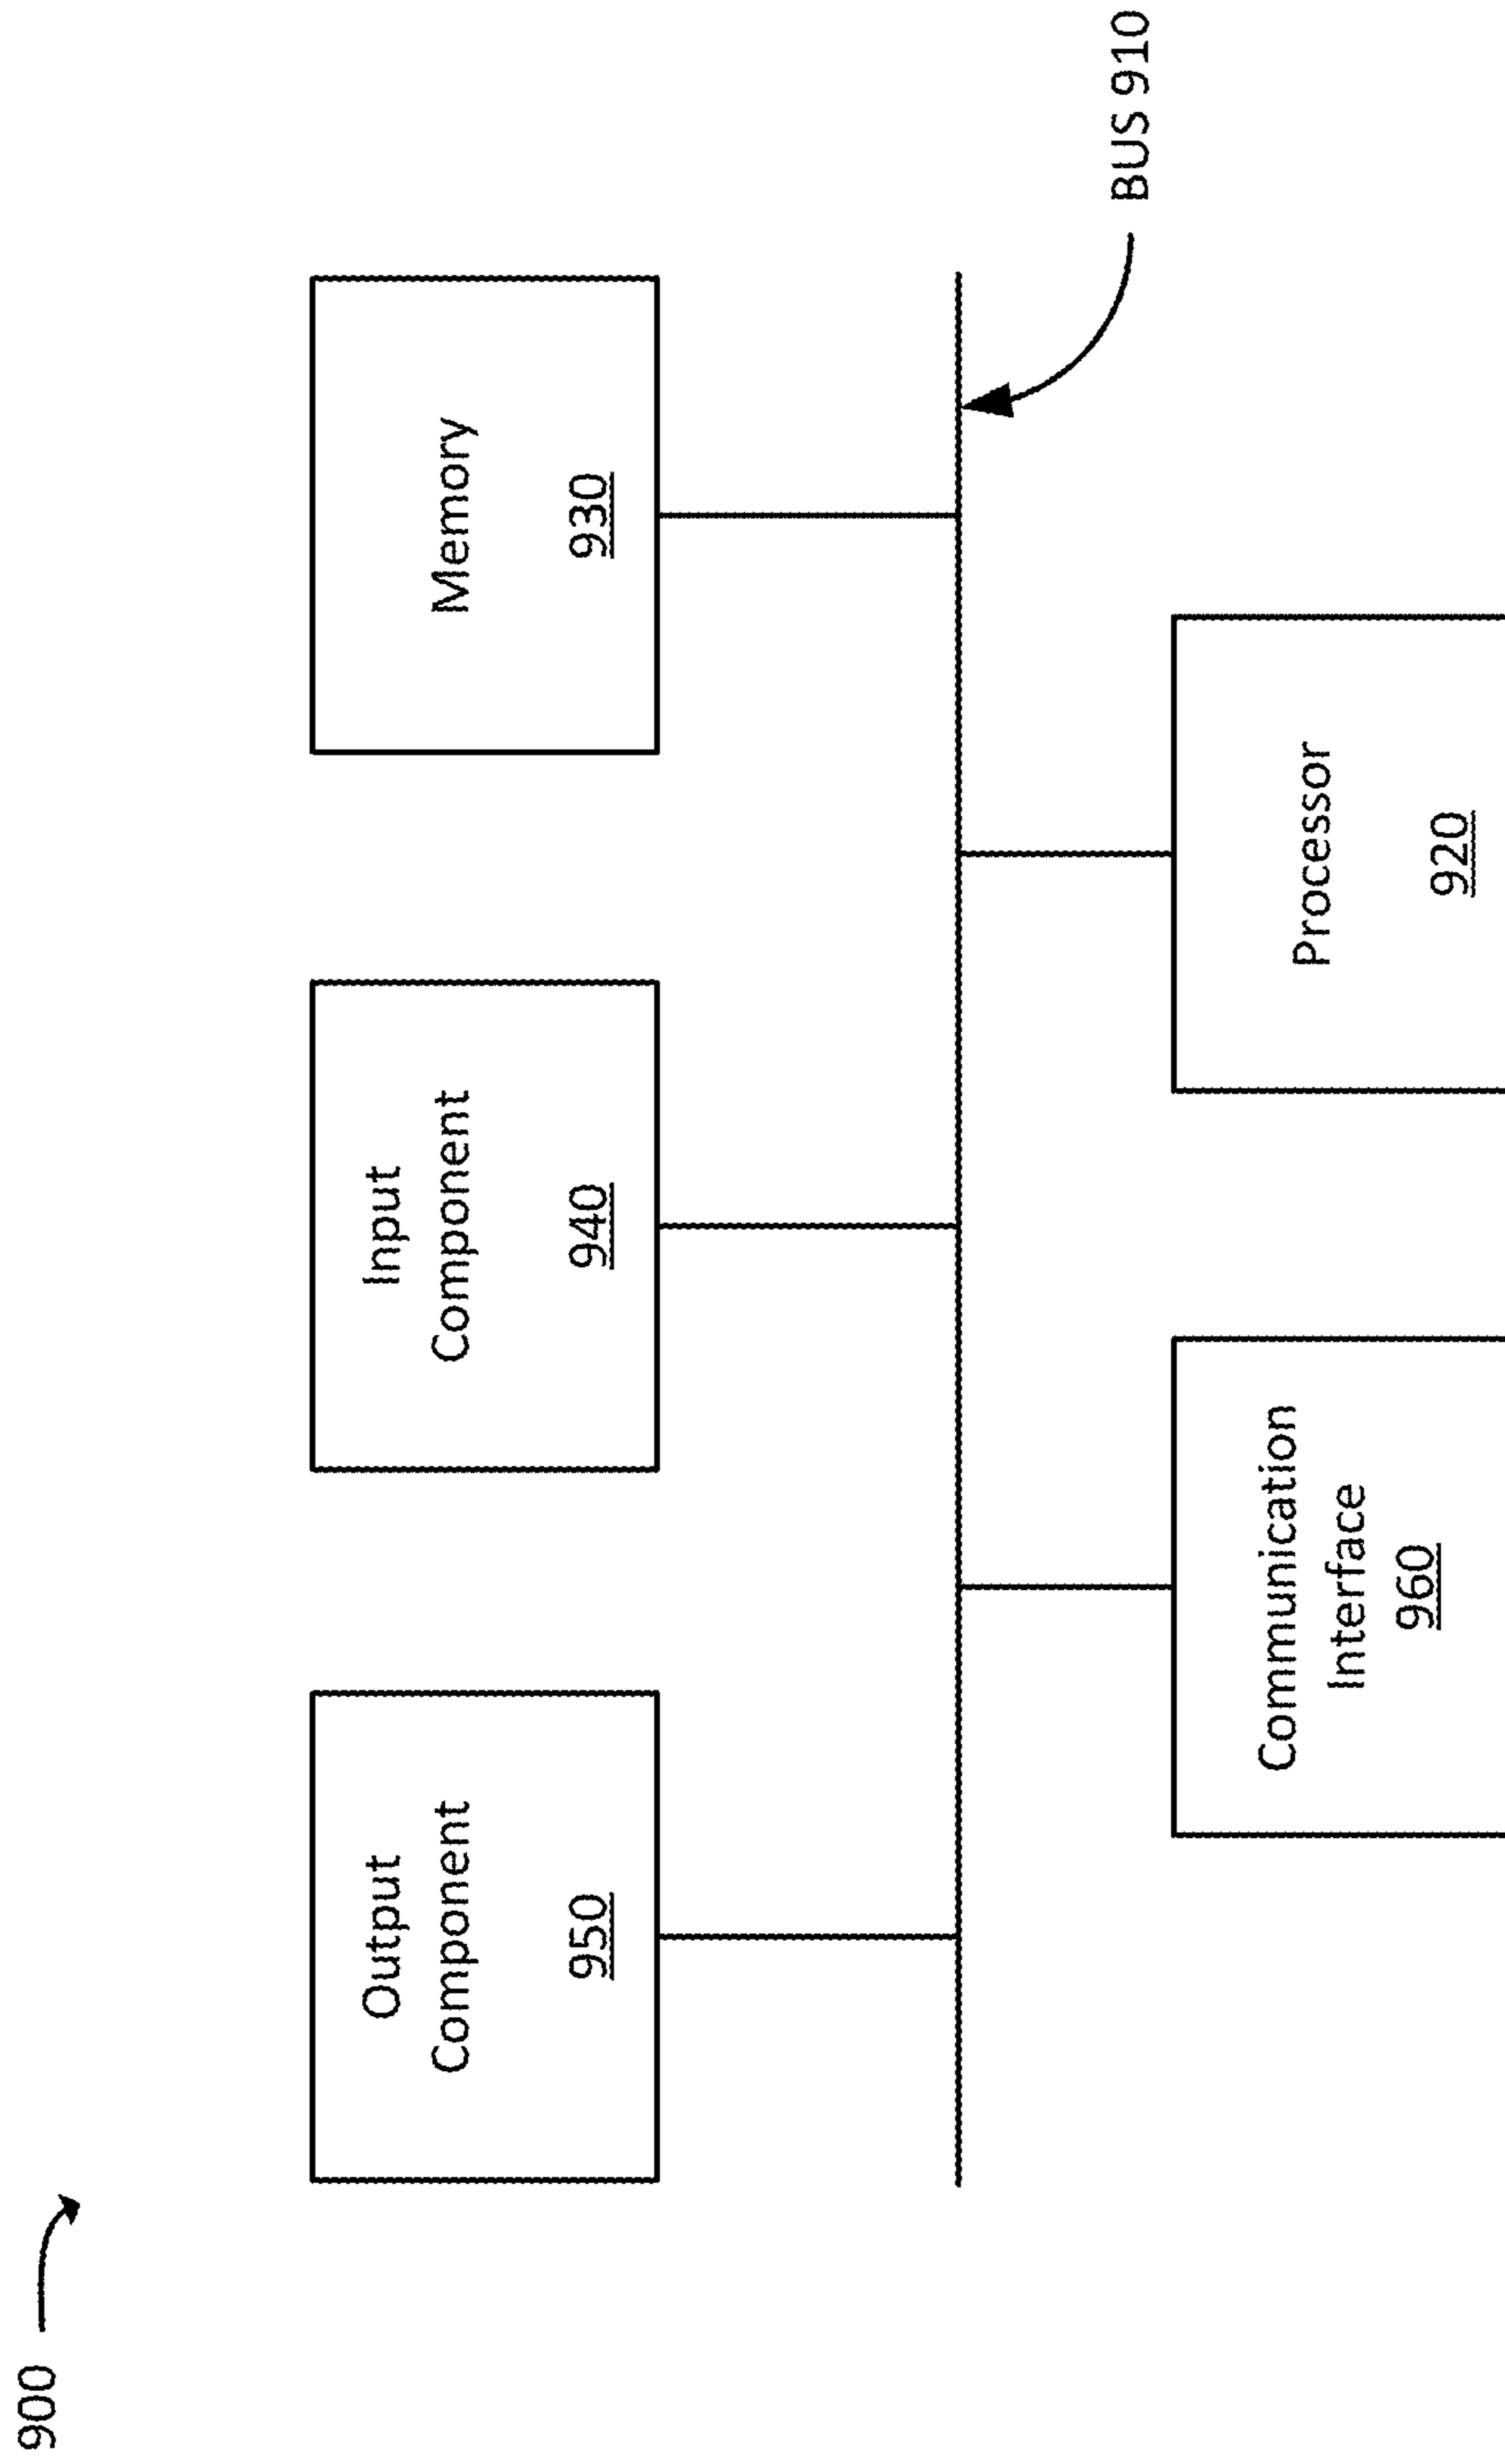 900
Output
Component
950
Input
Component
940
Memory
930
BUS 910
Communication
Interface
960
Processor
920